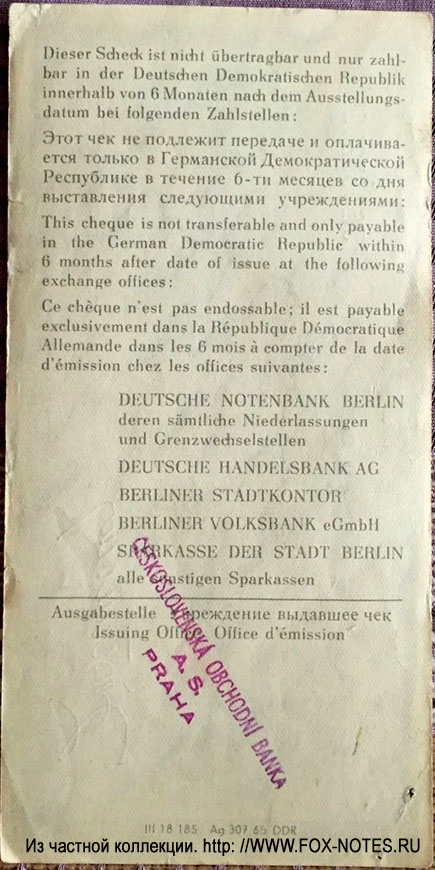 Dieser Scheck ist nicht übertragbar und nur zahl-
bar in der Deutschen Demokratischen Republik
innerhalb von 6 Monaten nach dem Ausstellungs-
datum bei folgenden Zahlstellen:
Этот чек не подлежит передаче и оплачива-
ется только в Германской Демократической
Республике в течение 6-ти месяцев со дня
выставления следующими учреждениями:
This cheque is not transferable and only payable
in the German Democratic Republic within
6 months after date of issue at the following
exchange offices:
Ce chèque n'est pas endossable; il est payable
exclusivement dans la République Démocratique
Allemande dans les 6 mois à compter de la date
d'émission chez les offices suivantes:
DEUTSCHE NOTENBANK BERLIN
deren sämtliche Niederlassungen
und Grenzwechselstellen
DEUTSCHE HANDELSBANK AG
BERLINER STADTKONTOR
BERLINER VOLKSBANK eGmbH
SPARKASSE DER STADT BERLIN
alle sonstigen Sparkassen
Ausgabestelle Учреждение выдавшее чек
Issuing Office Office d'émission
ČESKOSLOVENSKÁ OBCHODNÍ BANKA
A. S.
PRAHA
III 18 185 Ag 307 65 DDR
Из частной коллекции. http: //WWW.FOX-NOTES.RU